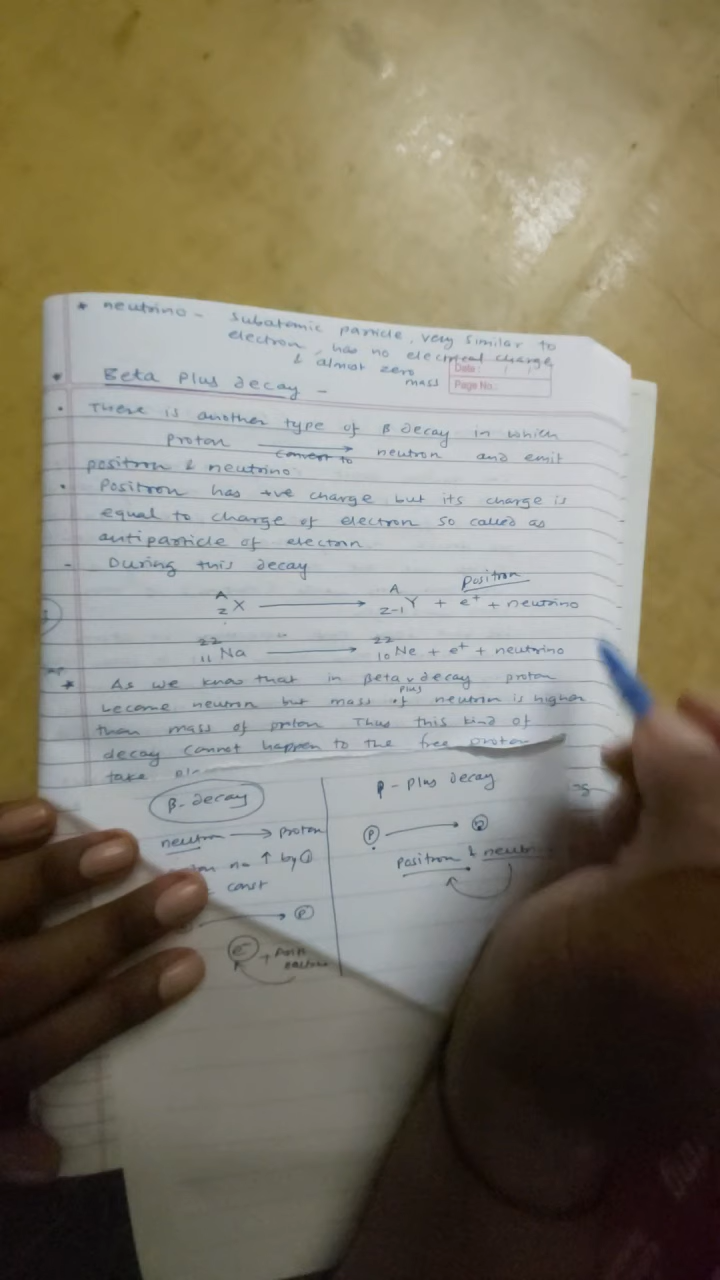 * neutrino - subatomic particle, very similar to
electron, has no electrical charge
& almost zero
mass
Date :
Page No.:
* Beta Plus decay -
• There is another type of β decay in which
proton → neutron and emit
convert to
positron & neutrino
• Positron has +ve charge but its charge is
equal to charge of electron so called as
antiparticle of electron
- During this decay
positron
A Z X → A Z-1 Y + e+ + neutrino
22 11 Na → 22 10 Ne + e+ + neutrino
* As we know that in Beta plus decay proton
become neutron but mass of neutron is higher
than mass of proton Thus this kind of
decay cannot happen to the free proton
take
β-decay
neutron → proton
no ↑ by 1
const
→ P
e- +
β - plus decay
P → n
positron &